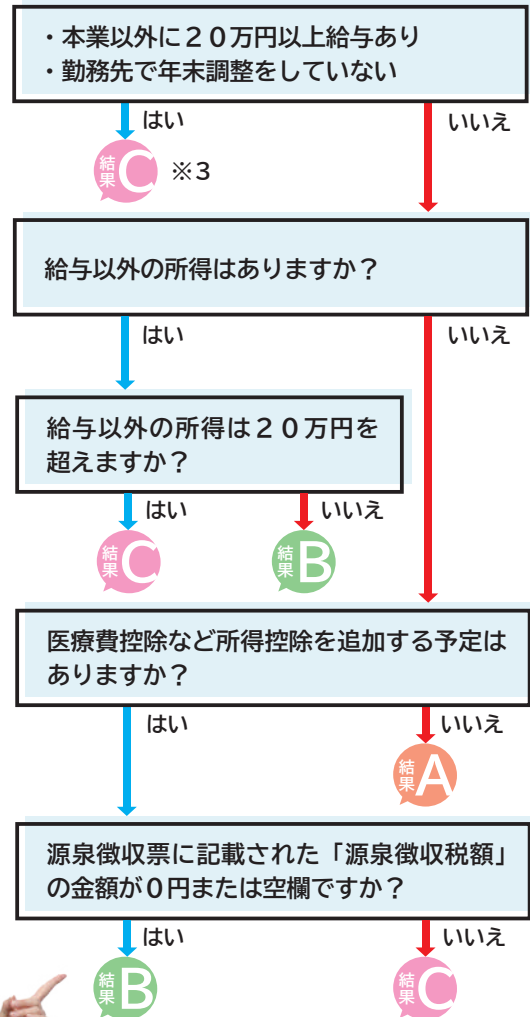 ・本業以外に２０万円以上給与あり
・勤務先で年末調整をしていない
はい
いいえ
結果C ※3
給与以外の所得はありますか？
はい
いいえ
給与以外の所得は２０万円を
超えますか？
はい
いいえ
結果C
結果B
医療費控除など所得控除を追加する予定は
ありますか？
はい
いいえ
結果A
源泉徴収票に記載された「源泉徴収税額」
の金額が０円または空欄ですか？
はい
いいえ
結果B
結果C